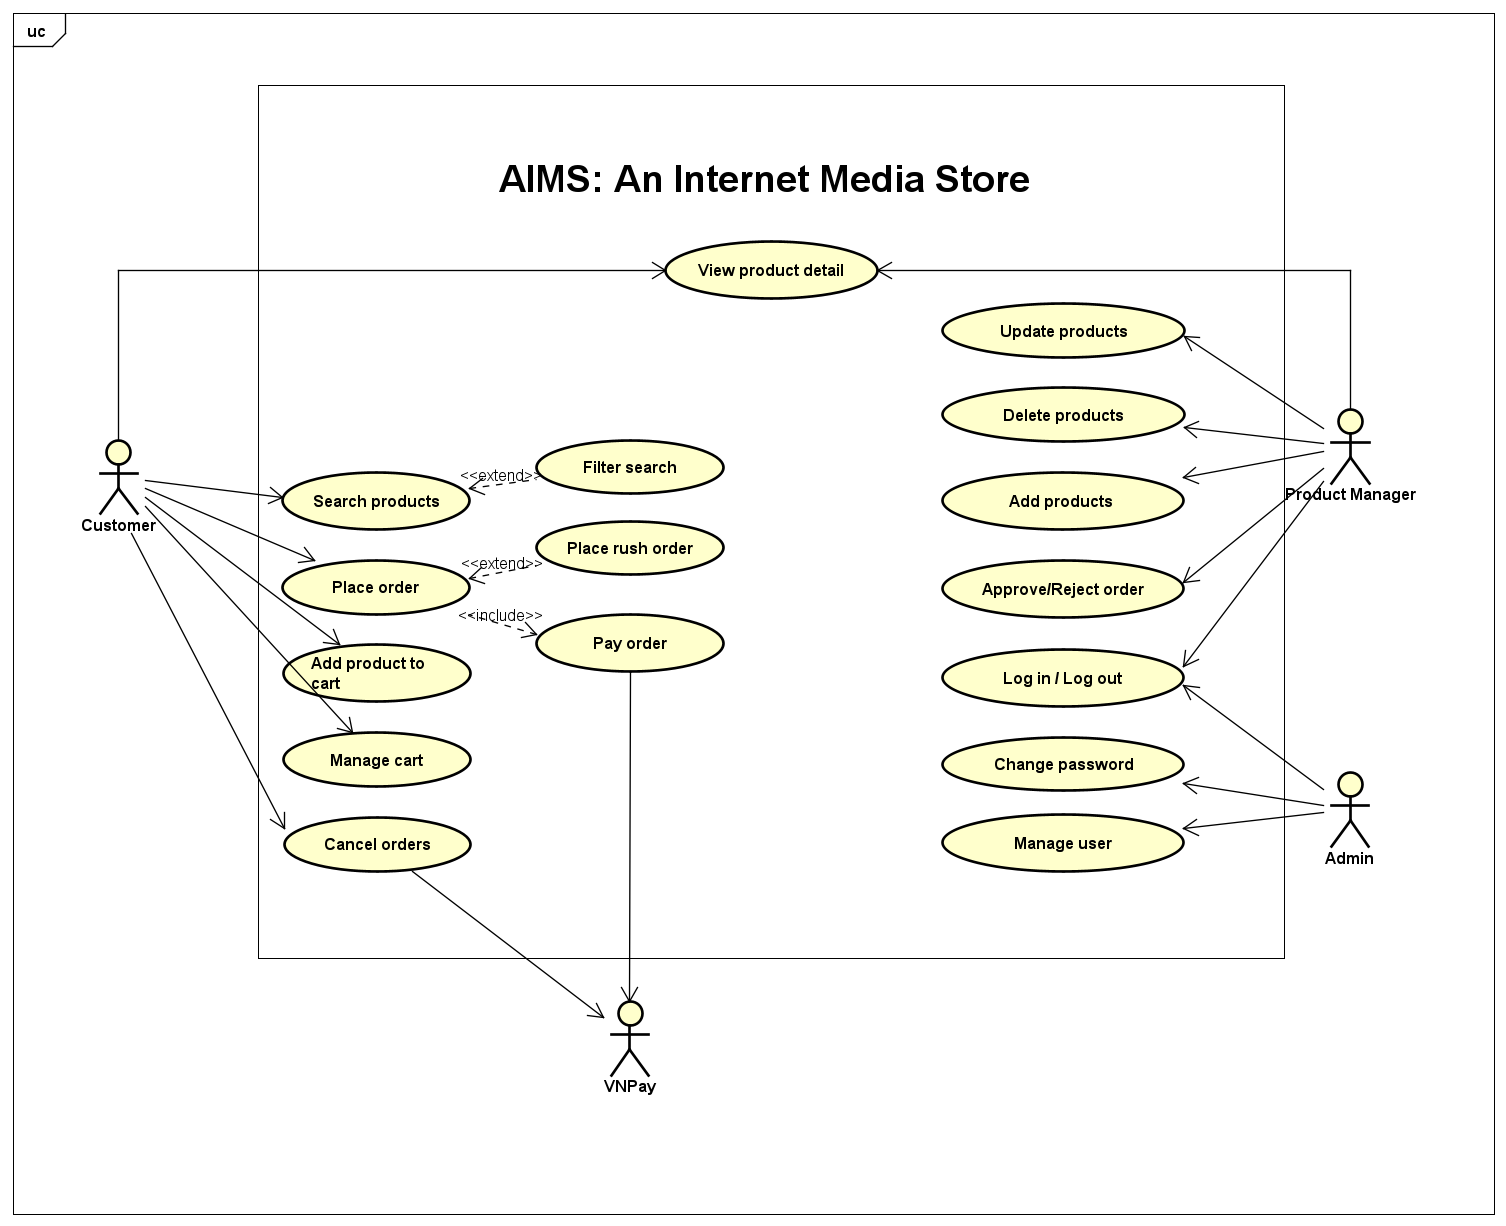 uc
AIMS: An Internet Media Store
View product detail
Update products
Delete products
Filter search
<<extend>>
Search products
Add products
Product Manager
Customer
Place rush order
<<extend>>
Place order
Approve/Reject order
<<include>>
Pay order
Add product to
cart
Log in / Log out
Manage cart
Change password
Cancel orders
Manage user
Admin
VNPay